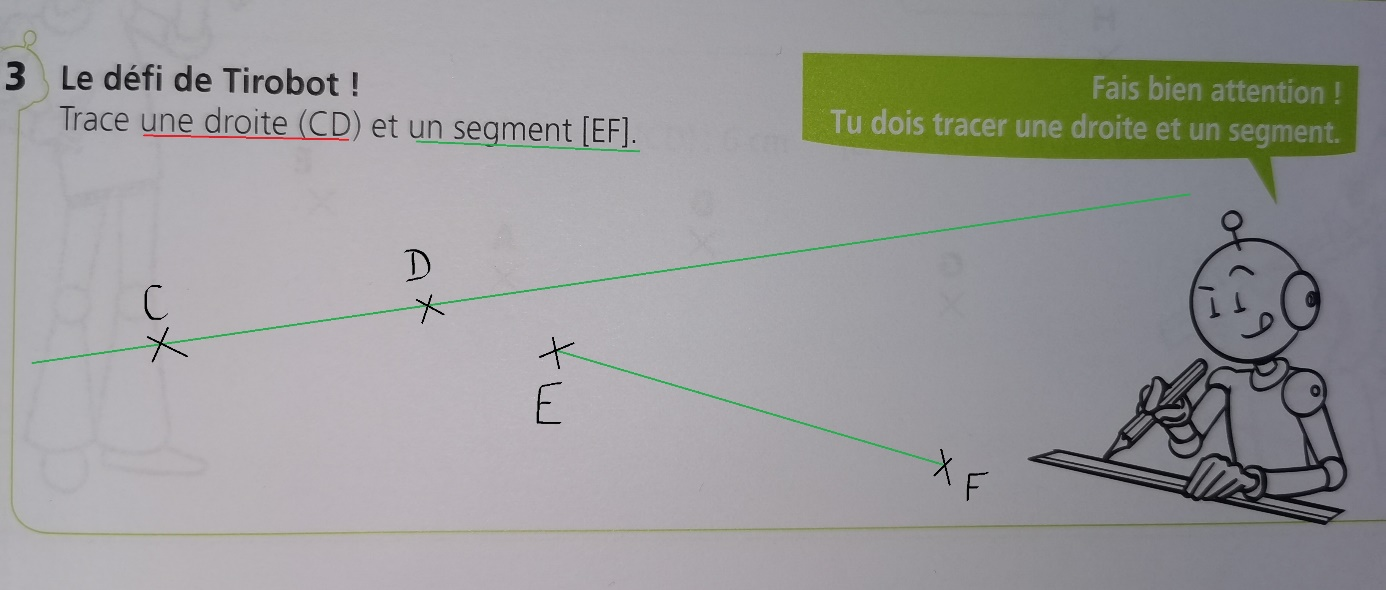 3 Le défi de Tirobot !
Trace une droite (CD) et un segment [EF].
Fais bien attention !
Tu dois tracer une droite et un segment.
D
C
E
F